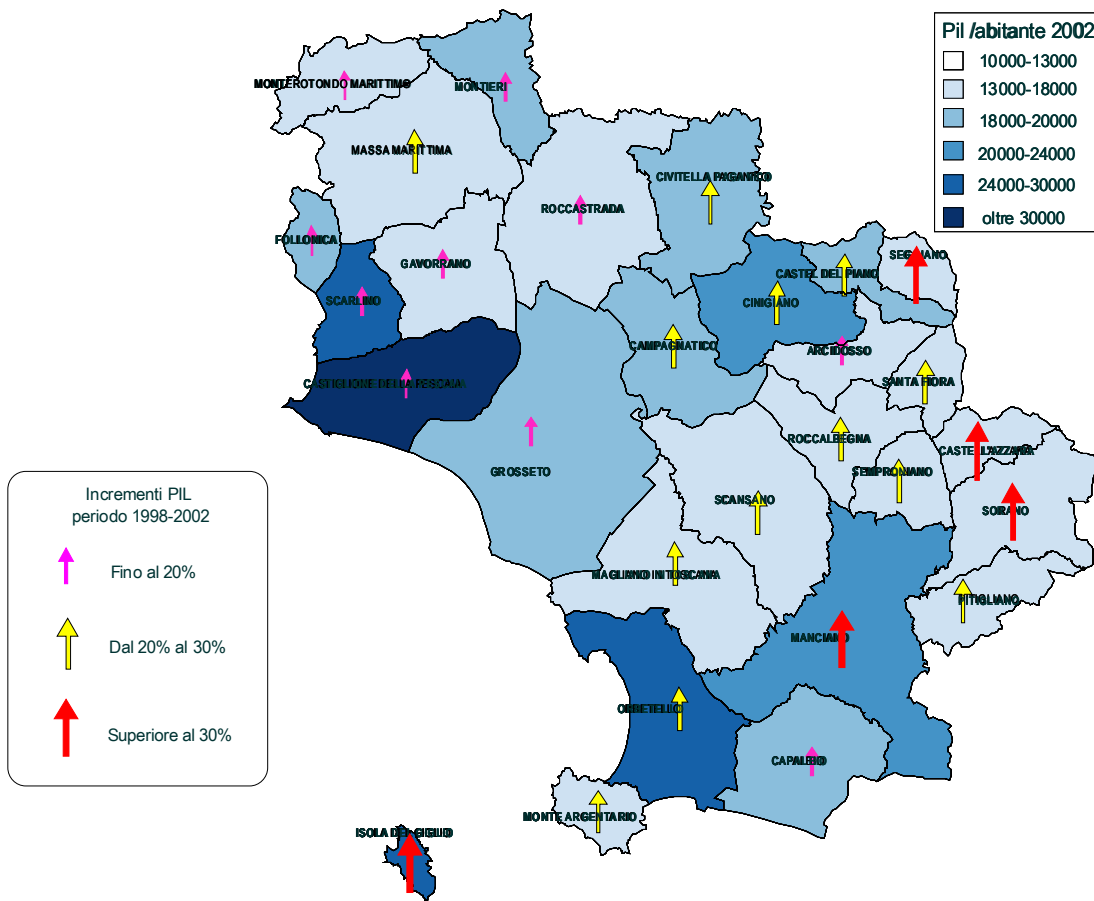 Pil /abitante 2002
10000-13000
13000-18000
18000-20000
20000-24000
24000-30000
oltre 30000
MONTEROTONDO MARITTIMO
MONTIERI
MASSA MARITTIMA
CIVITELLA PAGANICO
ROCCASTRADA
FOLLONICA
GAVORRANO
SEGGIANO
CASTEL DEL PIANO
SCARLINO
CINIGIANO
CAMPAGNATICO
ARCIDOSSO
CASTIGLIONE DELLA PESCAIA
SANTA FIORA
ROCCALBEGNA
CASTELL'AZZARA
GROSSETO
SEMPRONIANO
SCANSANO
SORANO
MAGLIANO IN TOSCANA
PITIGLIANO
MANCIANO
ORBETELLO
CAPALBIO
MONTE ARGENTARIO
ISOLA DEL GIGLIO
Incrementi PIL
periodo 1998-2002
Fino al 20%
Dal 20% al 30%
Superiore al 30%